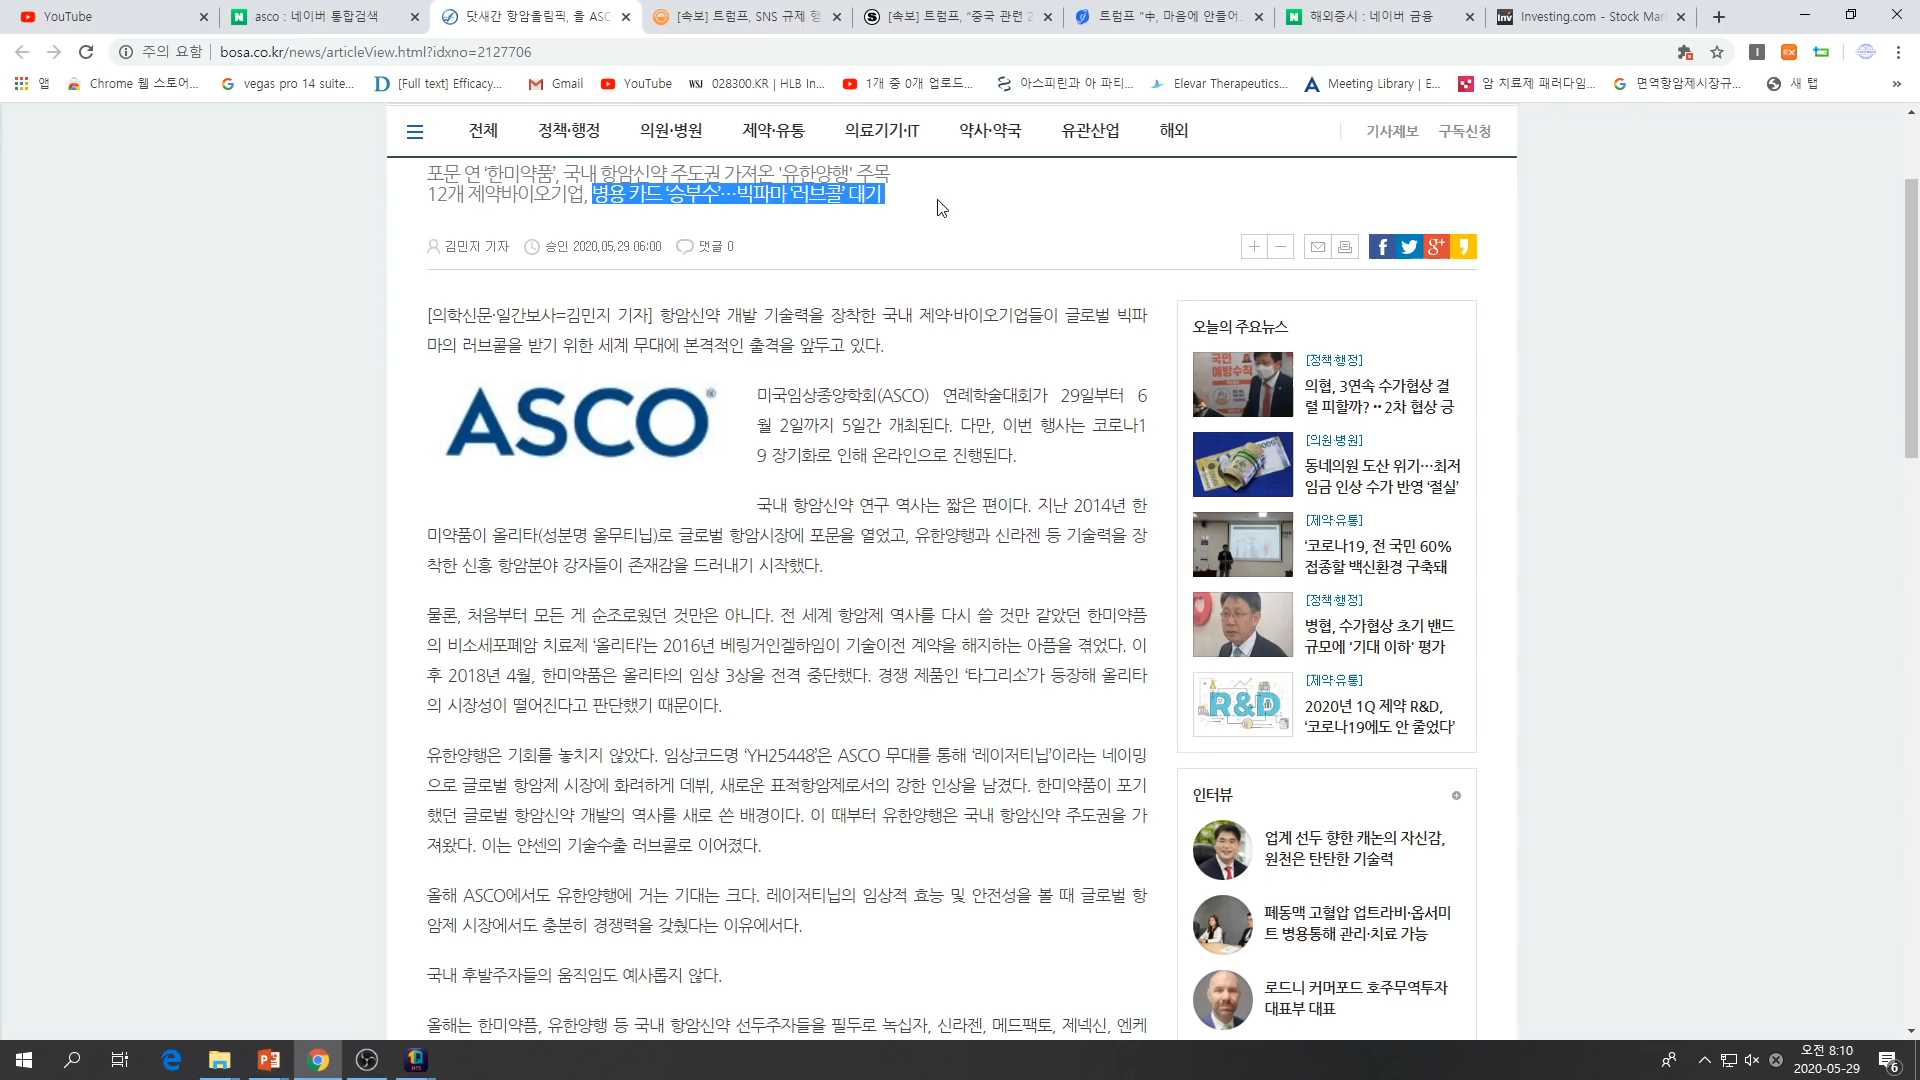 YouTube
asco : 네이버 통합검색
닷새간 항암올림픽, 올 ASC
[속보] 트럼프, SNS 규제 행
[속보] 트럼프, "중국 관련 2
트럼프 "中, 마음에 안들어
해외증시 : 네이버 금융
Investing.com - Stock Mar
주의 요함
bosa.co.kr/news/articleView.html?idxno=2127706
앱
Chrome 웹 스토어...
vegas pro 14 suite...
[Full text] Efficacy...
Gmail
YouTube
WSJ 028300.KR | HLB In...
1개 중 0개 업로드...
아스피린과 아 파티...
Elevar Therapeutics...
Meeting Library | E...
암 치료제 패러다임...
면역항암제시장규...
새 탭
전체 정책·행정 의원·병원 제약·유통 의료기기·IT 약사·약국 유관산업 해외
기사제보 구독신청
포문 연 ‘한미약품’, 국내 항암신약 주도권 가져온 '유한양행' 주목
12개 제약바이오기업, 병용 카드 ‘승부수’…빅파마 ‘러브콜’ 대기
김민지 기자 승인 2020.05.29 06:00 댓글 0
[의학신문·일간보사=김민지 기자] 항암신약 개발 기술력을 장착한 국내 제약·바이오기업들이 글로벌 빅파
마의 러브콜을 받기 위한 세계 무대에 본격적인 출격을 앞두고 있다.
ASCO®
미국임상종양학회(ASCO) 연례학술대회가 29일부터 6
월 2일까지 5일간 개최된다. 다만, 이번 행사는 코로나1
9 장기화로 인해 온라인으로 진행된다.
국내 항암신약 연구 역사는 짧은 편이다. 지난 2014년 한
미약품이 올리타(성분명 올무티닙)로 글로벌 항암시장에 포문을 열었고, 유한양행과 신라젠 등 기술력을 장
착한 신흥 항암분야 강자들이 존재감을 드러내기 시작했다.
물론, 처음부터 모든 게 순조로웠던 것만은 아니다. 전 세계 항암제 역사를 다시 쓸 것만 같았던 한미약품
의 비소세포폐암 치료제 ‘올리타’는 2016년 베링거인겔하임이 기술이전 계약을 해지하는 아픔을 겪었다. 이
후 2018년 4월, 한미약품은 올리타의 임상 3상을 전격 중단했다. 경쟁 제품인 ‘타그리소’가 등장해 올리타
의 시장성이 떨어진다고 판단했기 때문이다.
유한양행은 기회를 놓치지 않았다. 임상코드명 ‘YH25448’은 ASCO 무대를 통해 ‘레이저티닙’이라는 네이밍
으로 글로벌 항암제 시장에 화려하게 데뷔, 새로운 표적항암제로서의 강한 인상을 남겼다. 한미약품이 포기
했던 글로벌 항암신약 개발의 역사를 새로 쓴 배경이다. 이 때부터 유한양행은 국내 항암신약 주도권을 가
져왔다. 이는 얀센의 기술수출 러브콜로 이어졌다.
올해 ASCO에서도 유한양행에 거는 기대는 크다. 레이저티닙의 임상적 효능 및 안전성을 볼 때 글로벌 항
암제 시장에서도 충분히 경쟁력을 갖췄다는 이유에서다.
국내 후발주자들의 움직임도 예사롭지 않다.
올해는 한미약픔, 유한양행 등 국내 항암신약 선두주자들을 필두로 녹십자, 신라젠, 메드팩토, 제넥신, 엔케
오늘의 주요뉴스
[정책·행정]
의협, 3연속 수가협상 결
렬 피할까?··2차 협상 긍
[의원·병원]
동네의원 도산 위기…최저
임금 인상 수가 반영 ‘절실’
[제약·유통]
‘코로나19, 전 국민 60%
접종할 백신환경 구축돼
[정책·행정]
병협, 수가협상 초기 밴드
규모에 '기대 이하' 평가
[제약·유통]
R&D
2020년 1Q 제약 R&D,
‘코로나19에도 안 줄었다’
인터뷰
업계 선두 향한 캐논의 자신감,
원천은 탄탄한 기술력
폐동맥 고혈압 업트라비·옵서미
트 병용통해 관리·치료 가능
로드니 커머포드 호주무역투자
대표부 대표
오전 8:10
2020-05-29
6